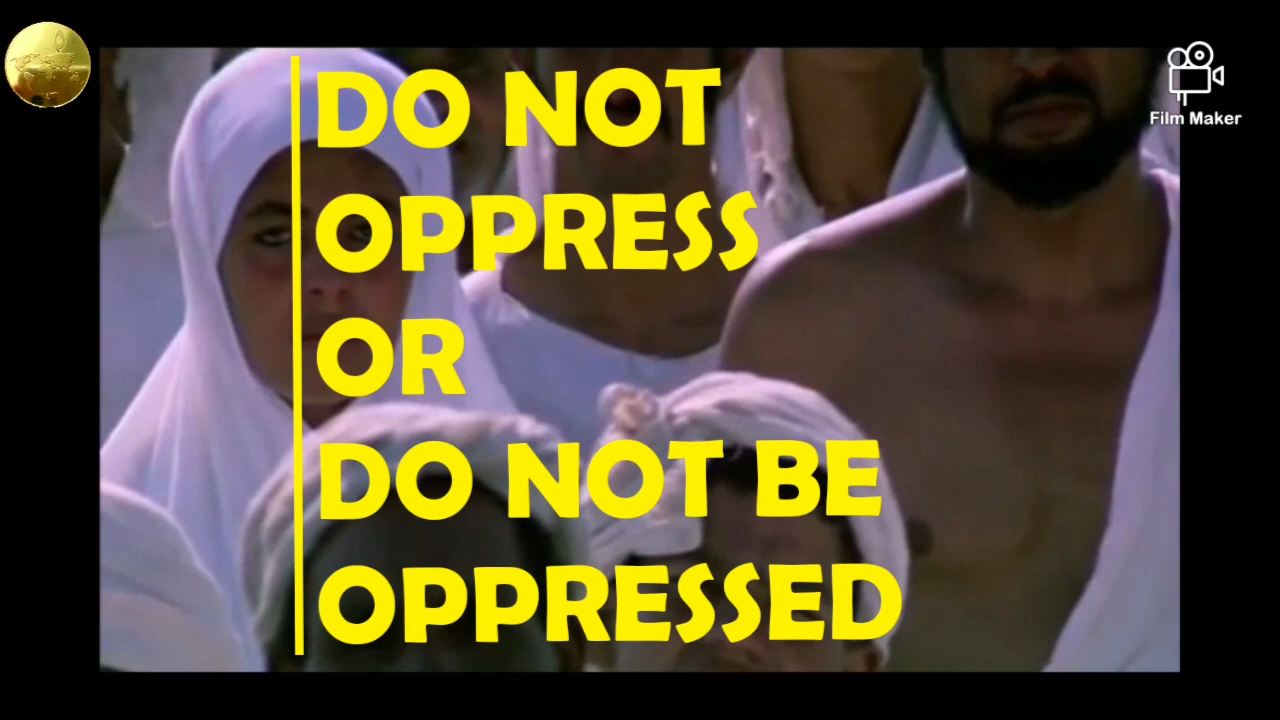 DO NOT
OPPRESS
OR
DO NOT BE
OPPRESSED
Film Maker